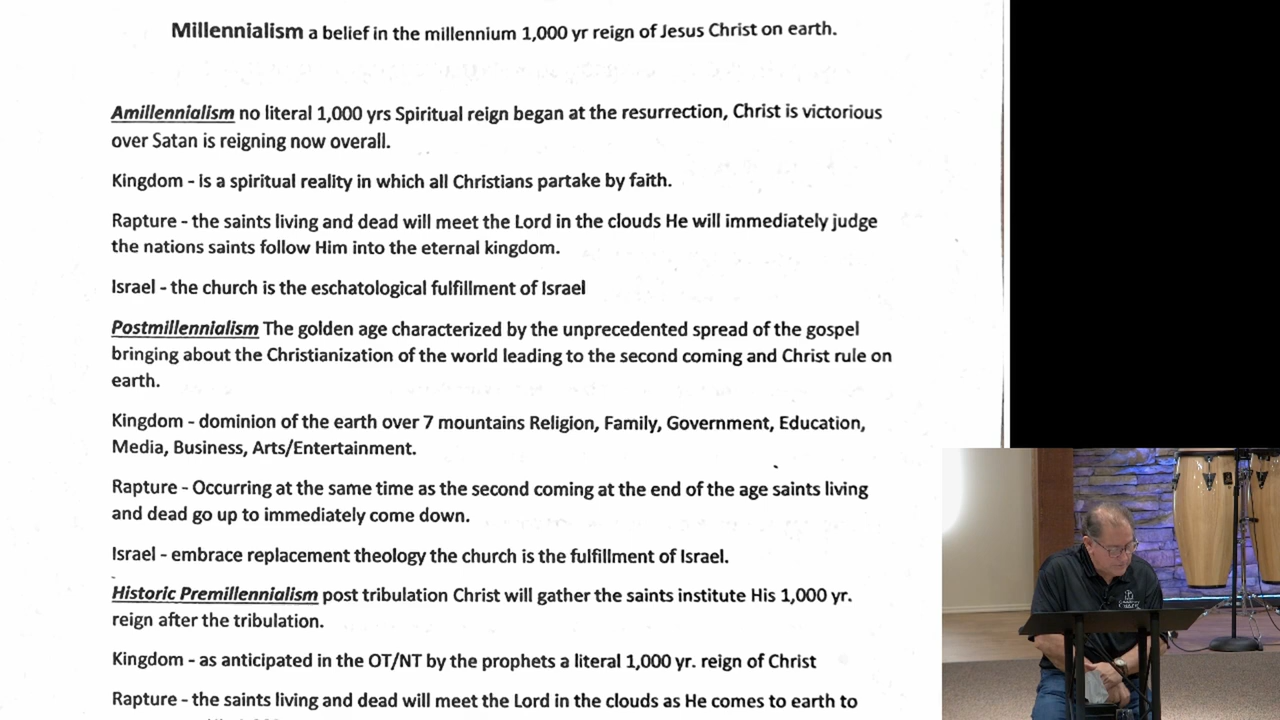 Millennialism a belief in the millennium 1,000 yr reign of Jesus Christ on earth.
Amillennialism no literal 1,000 yrs Spiritual reign began at the resurrection, Christ is victorious
over Satan is reigning now overall.
Kingdom - is a spiritual reality in which all Christians partake by faith.
Rapture - the saints living and dead will meet the Lord in the clouds He will immediately judge
the nations saints follow Him into the eternal kingdom.
Israel - the church is the eschatological fulfillment of Israel
Postmillennialism The golden age characterized by the unprecedented spread of the gospel
bringing about the Christianization of the world leading to the second coming and Christ rule on
earth.
Kingdom - dominion of the earth over 7 mountains Religion, Family, Government, Education,
Media, Business, Arts/Entertainment.
Rapture - Occurring at the same time as the second coming at the end of the age saints living
and dead go up to immediately come down.
Israel - embrace replacement theology the church is the fulfillment of Israel.
Historic Premillennialism post tribulation Christ will gather the saints institute His 1,000 yr.
reign after the tribulation.
Kingdom - as anticipated in the OT/NT by the prophets a literal 1,000 yr. reign of Christ
Rapture - the saints living and dead will meet the Lord in the clouds as He comes to earth to